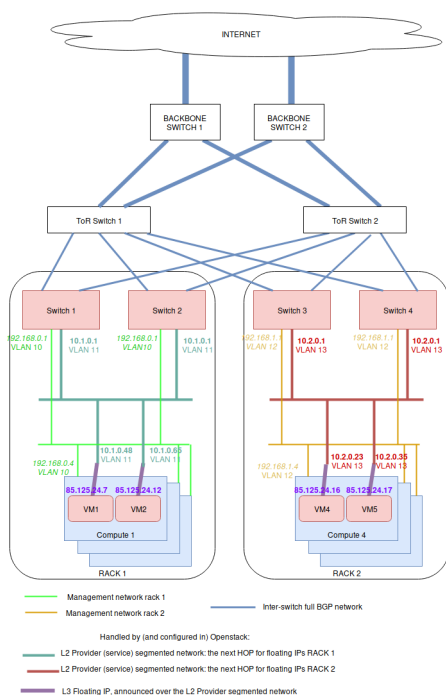 INTERNET
BACKBONE
SWITCH 1
BACKBONE
SWITCH 2
ToR Switch 1
ToR Switch 2
Switch 1
Switch 2
Switch 3
Switch 4
192.168.0.1
VLAN 10
10.1.0.1
VLAN 11
192.168.0.1
VLAN10
10.1.0.1
VLAN 11
192.168.1.1
VLAN 12
10.2.0.1
VLAN 13
192.168.1.1
VLAN 12
10.2.0.1
VLAN 13
192.168.0.4
VLAN 10
10.1.0.48
VLAN 11
10.1.0.65
VLAN 11
192.168.1.4
VLAN 12
10.2.0.23
VLAN 13
10.2.0.35
VLAN 13
85.125.24.7
85.125.24.12
85.125.24.16
85.125.24.17
VM1
VM2
VM4
VM5
Compute 1
Compute 4
RACK 1
RACK 2
Management network rack 1
Management network rack 2
Inter-switch full BGP network
Handled by (and configured in) Openstack:
L2 Provider (service) segmented network: the next HOP for floating IPs RACK 1
L2 Provider (service) segmented network: the next HOP for floating IPs RACK 2
L3 Floating IP, announced over the L2 Provider segmented network